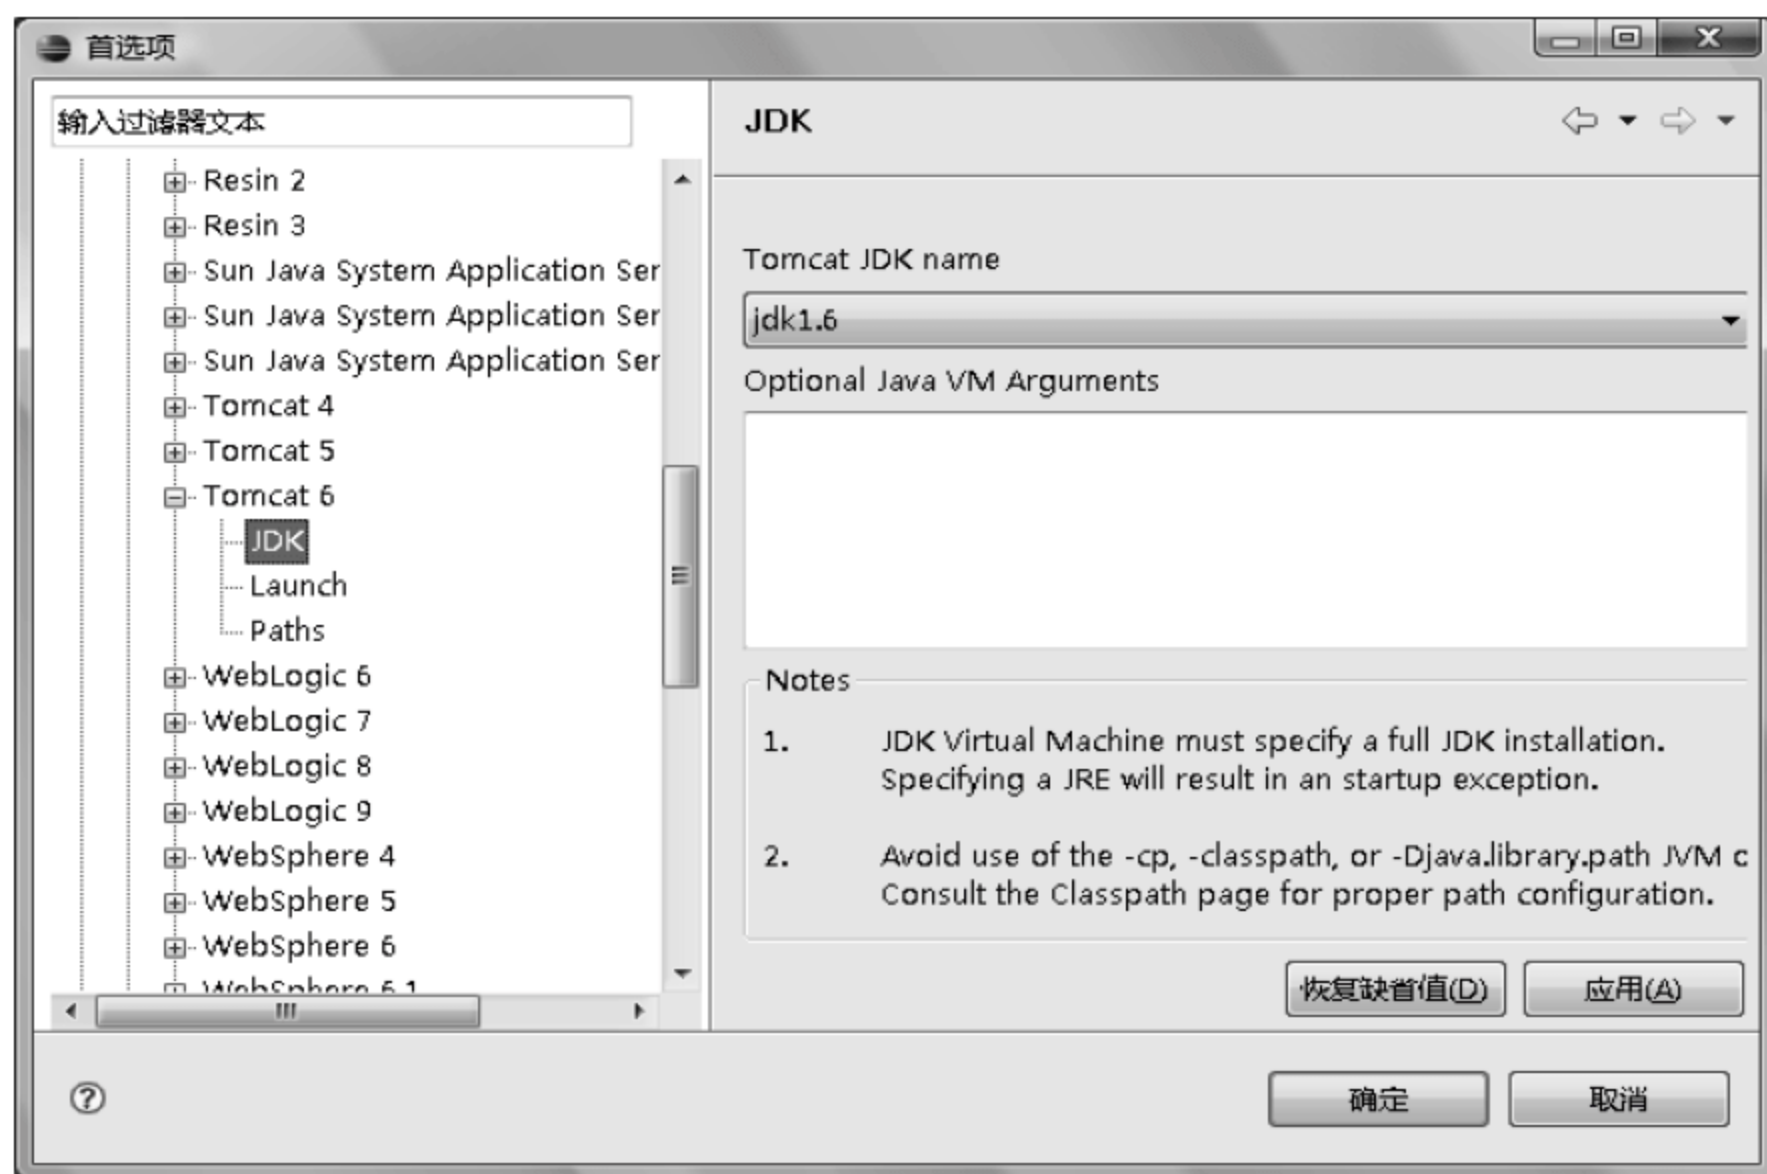 首选项
输入过滤器文本
Resin 2
Resin 3
Sun Java System Application Ser
Sun Java System Application Ser
Sun Java System Application Ser
Tomcat 4
Tomcat 5
Tomcat 6
JDK
Launch
Paths
WebLogic 6
WebLogic 7
WebLogic 8
WebLogic 9
WebSphere 4
WebSphere 5
WebSphere 6
WebSphere 6.1
JDK
Tomcat JDK name
jdk1.6
Optional Java VM Arguments
Notes
1. JDK Virtual Machine must specify a full JDK installation.
Specifying a JRE will result in an startup exception.
2. Avoid use of the -cp, -classpath, or -Djava.library.path JVM c
Consult the Classpath page for proper path configuration.
恢复缺省值(D)
应用(A)
确定
取消